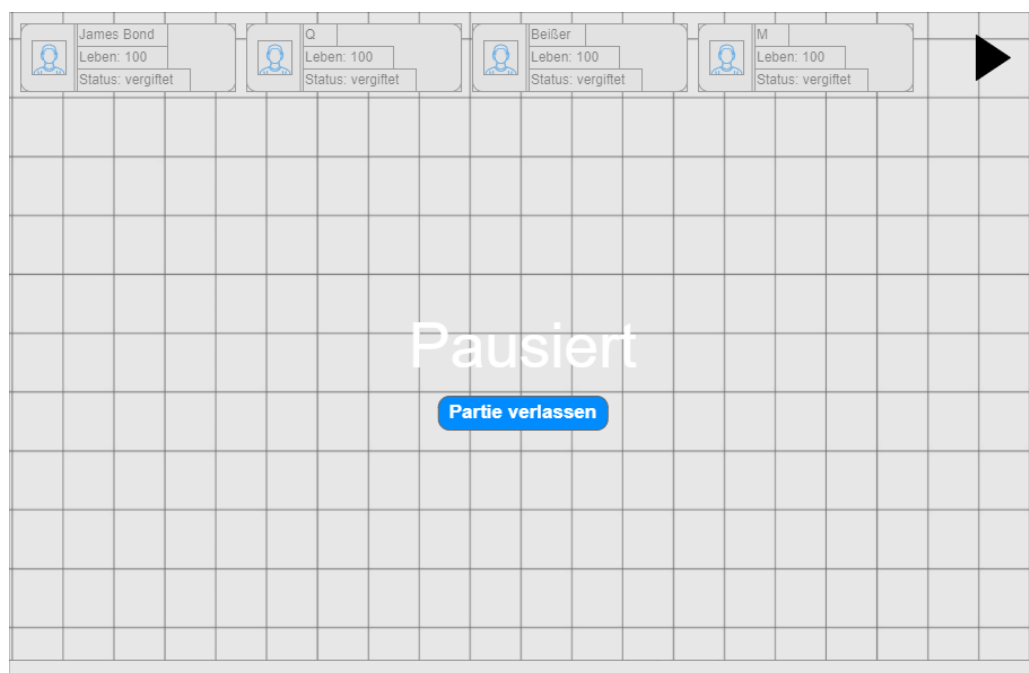 James Bond
Leben: 100
Status: vergiftet
Q
Leben: 100
Status: vergiftet
Beißer
Leben: 100
Status: vergiftet
M
Leben: 100
Status: vergiftet
Pausiert
Partie verlassen